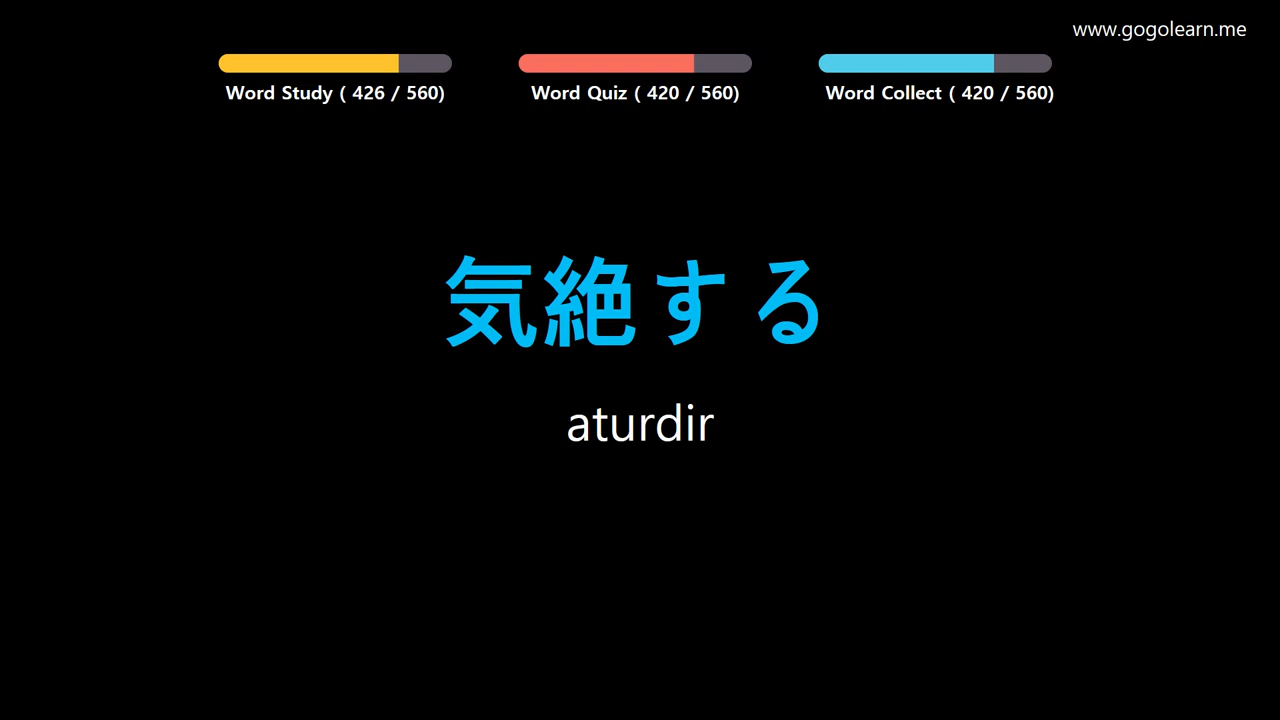 www.gogolearn.me
Word Study ( 426 / 560)
Word Quiz ( 420 / 560)
Word Collect ( 420 / 560)
気絶する
aturdir